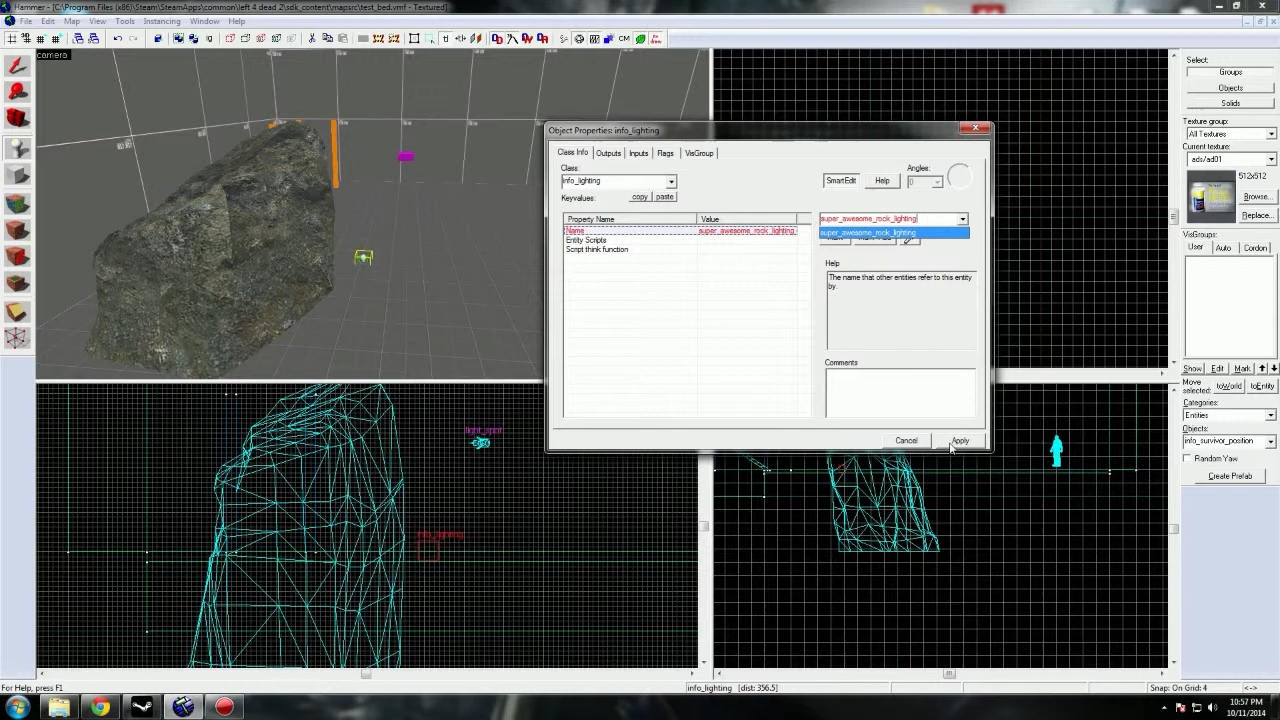 Hammer - [C:\Program Files\Steam\SteamApps\common\left 4 dead 2\sdk_content\mapsrc\test_bed.vmf - Textured]
File Edit Map View Tools Instancing Window Help
CM
camera
Object Properties: info_lighting
Class Info Outputs Inputs Flags VisGroup
Class:
info_lighting
SmartEdit
Help
Angles:
0
Keyvalues:
copy
paste
Property Name Value
Name super_awesome_rock_lighting
Entity Scripts
Script think function
super_awesome_rock_lighting
super_awesome_rock_lighting
Help
The name that other entities refer to this entity
by.
Comments
Cancel
Apply
light_spot
info_lighting
Select:
Groups
Objects
Solids
Texture group:
All Textures
Current texture:
adv/ad01
512x512
Browse...
Replace...
VisGroups:
User Auto Cordon
Show Edit Mark
Move
selected:
toWorld
toEntity
Categories:
Entities
Objects:
info_survivor_position
Random Yaw
Create Prefab
For Help, press F1
info_lighting [dist: 356.5]
Snap: On Grid: 4 <->
10:57 PM
10/11/2014